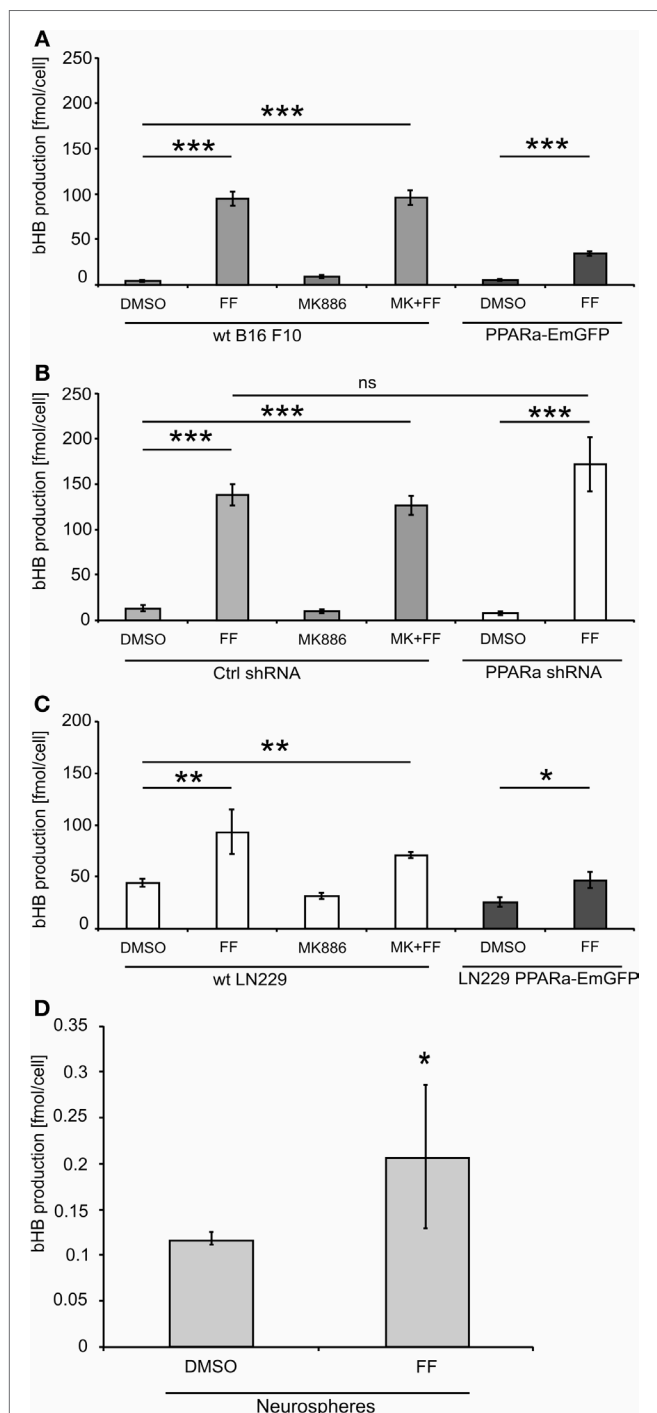 A
bHB production [fmol/cell]
250
200
150
100
50
0
***
***
***
DMSO FF MK886 MK+FF DMSO FF
wt B16 F10 PPARa-EmGFP
B
bHB production [fmol/cell]
250
200
150
100
50
0
ns
***
***
***
DMSO FF MK886 MK+FF DMSO FF
Ctrl shRNA PPARa shRNA
C
bHB production [fmol/cell]
200
150
100
50
0
**
**
*
DMSO FF MK886 MK+FF DMSO FF
wt LN229 LN229 PPARa-EmGFP
D
bHB production [fmol/cell]
0.35
0.3
0.25
0.2
0.15
0.1
0.05
0
*
DMSO FF
Neurospheres